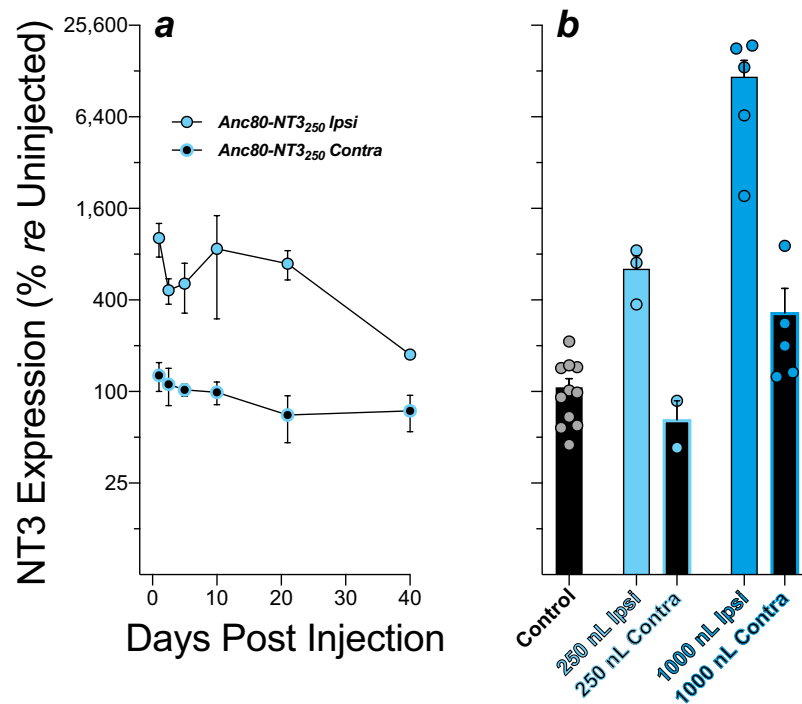 NT3 Expression (% re Uninjected)
25,600
6,400
1,600
400
100
25
a
Anc80-NT3250 Ipsi
Anc80-NT3250 Contra
0
10
20
30
40
Days Post Injection
b
Control
250 nL Ipsi
250 nL Contra
1000 nL Ipsi
1000 nL Contra